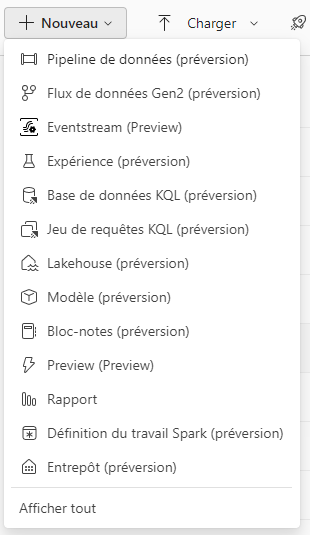 Nouveau
Charger
Pipeline de données (préversion)
Flux de données Gen2 (préversion)
Eventstream (Preview)
Expérience (préversion)
Base de données KQL (préversion)
Jeu de requêtes KQL (préversion)
Lakehouse (préversion)
Modèle (préversion)
Bloc-notes (préversion)
Preview (Preview)
Rapport
Définition du travail Spark (préversion)
Entrepôt (préversion)
Afficher tout